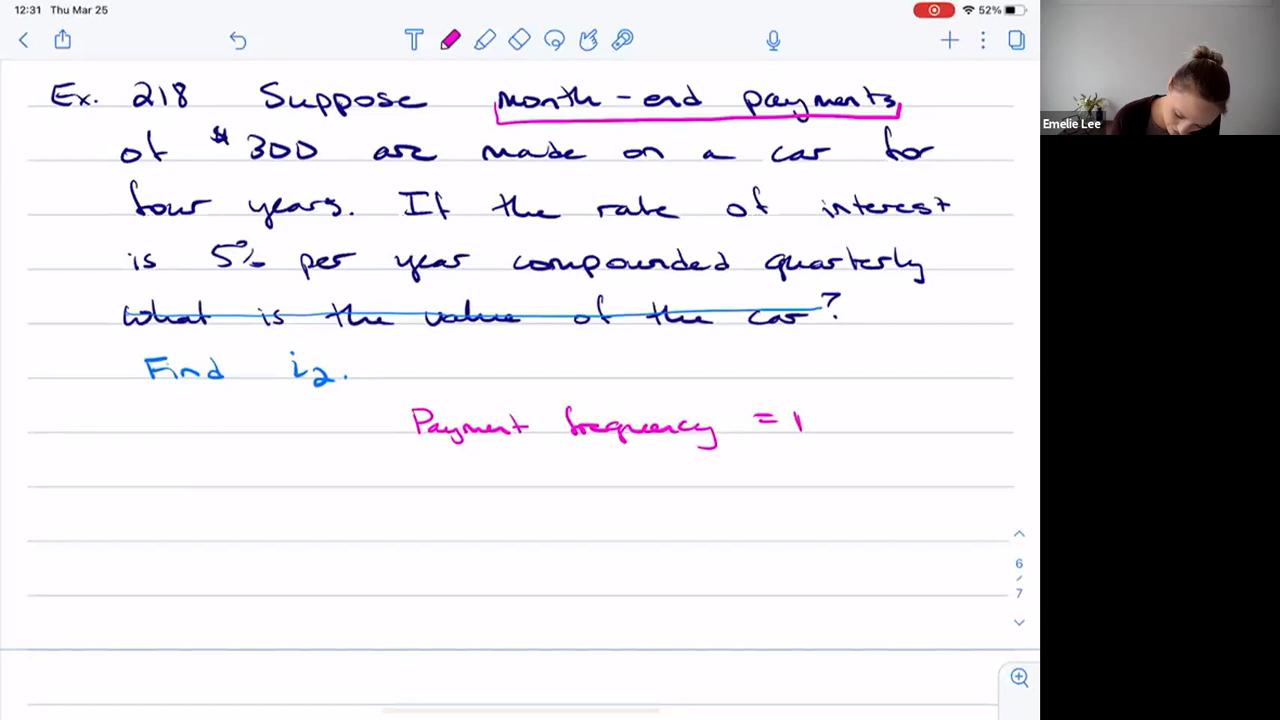 12:31 Thu Mar 25
52%
Ex. 218 Suppose month-end payments
of $300 are made on a car for
four years. If the rate of interest
is 5% per year compounded quarterly
what is the value of the car?
Find i2.
Payment frequency = 1
Emelie Lee
6
7